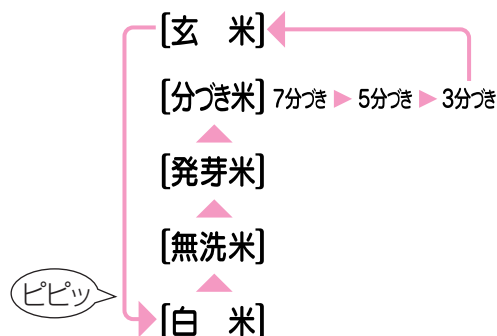 [玄　米]
[分づき米] 7分づき 5分づき 3分づき
[発芽米]
[無洗米]
ピピッ
[白　米]